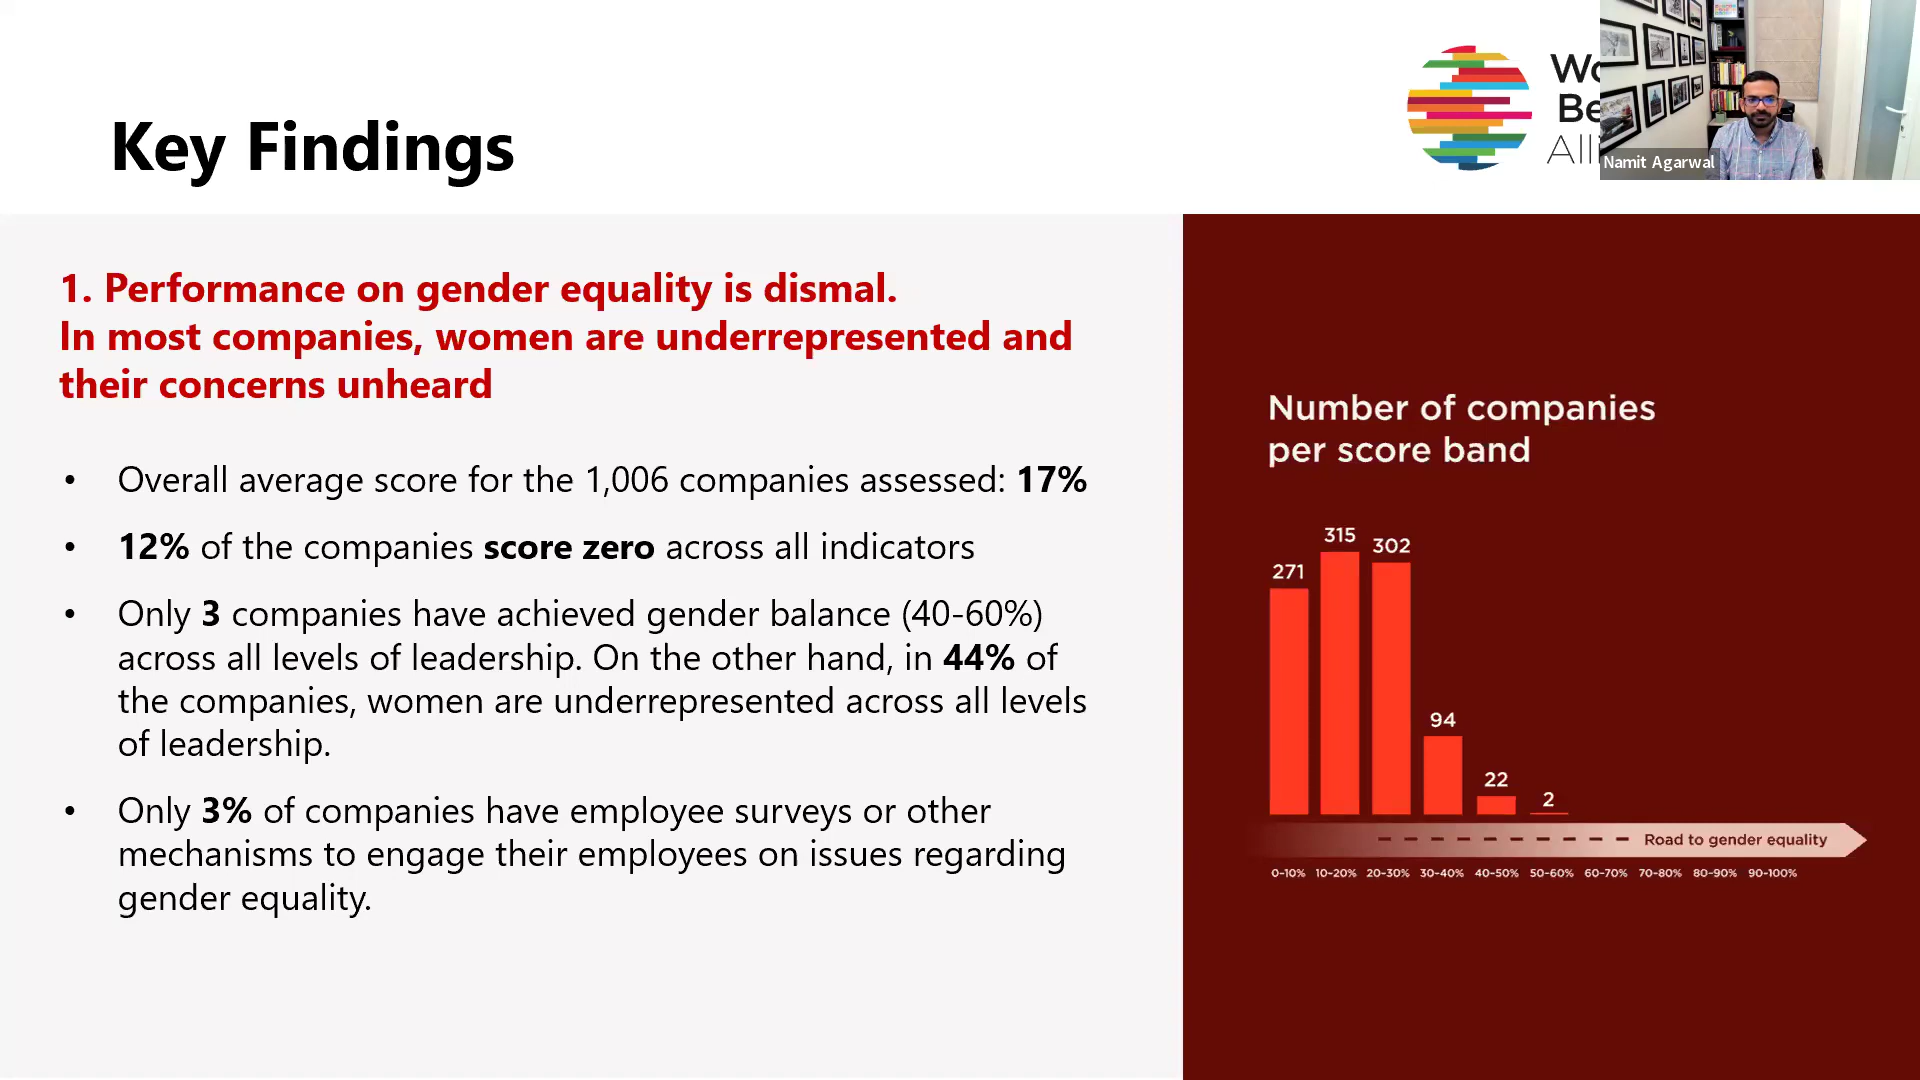 Key Findings
Wo
Be
All
Namit Agarwal
1. Performance on gender equality is dismal.
In most companies, women are underrepresented and
their concerns unheard
• Overall average score for the 1,006 companies assessed: 17%
• 12% of the companies score zero across all indicators
• Only 3 companies have achieved gender balance (40-60%)
across all levels of leadership. On the other hand, in 44% of
the companies, women are underrepresented across all levels
of leadership.
• Only 3% of companies have employee surveys or other
mechanisms to engage their employees on issues regarding
gender equality.
Number of companies
per score band
271 315 302 94 22 2
Road to gender equality
0-10% 10-20% 20-30% 30-40% 40-50% 50-60% 60-70% 70-80% 80-90% 90-100%